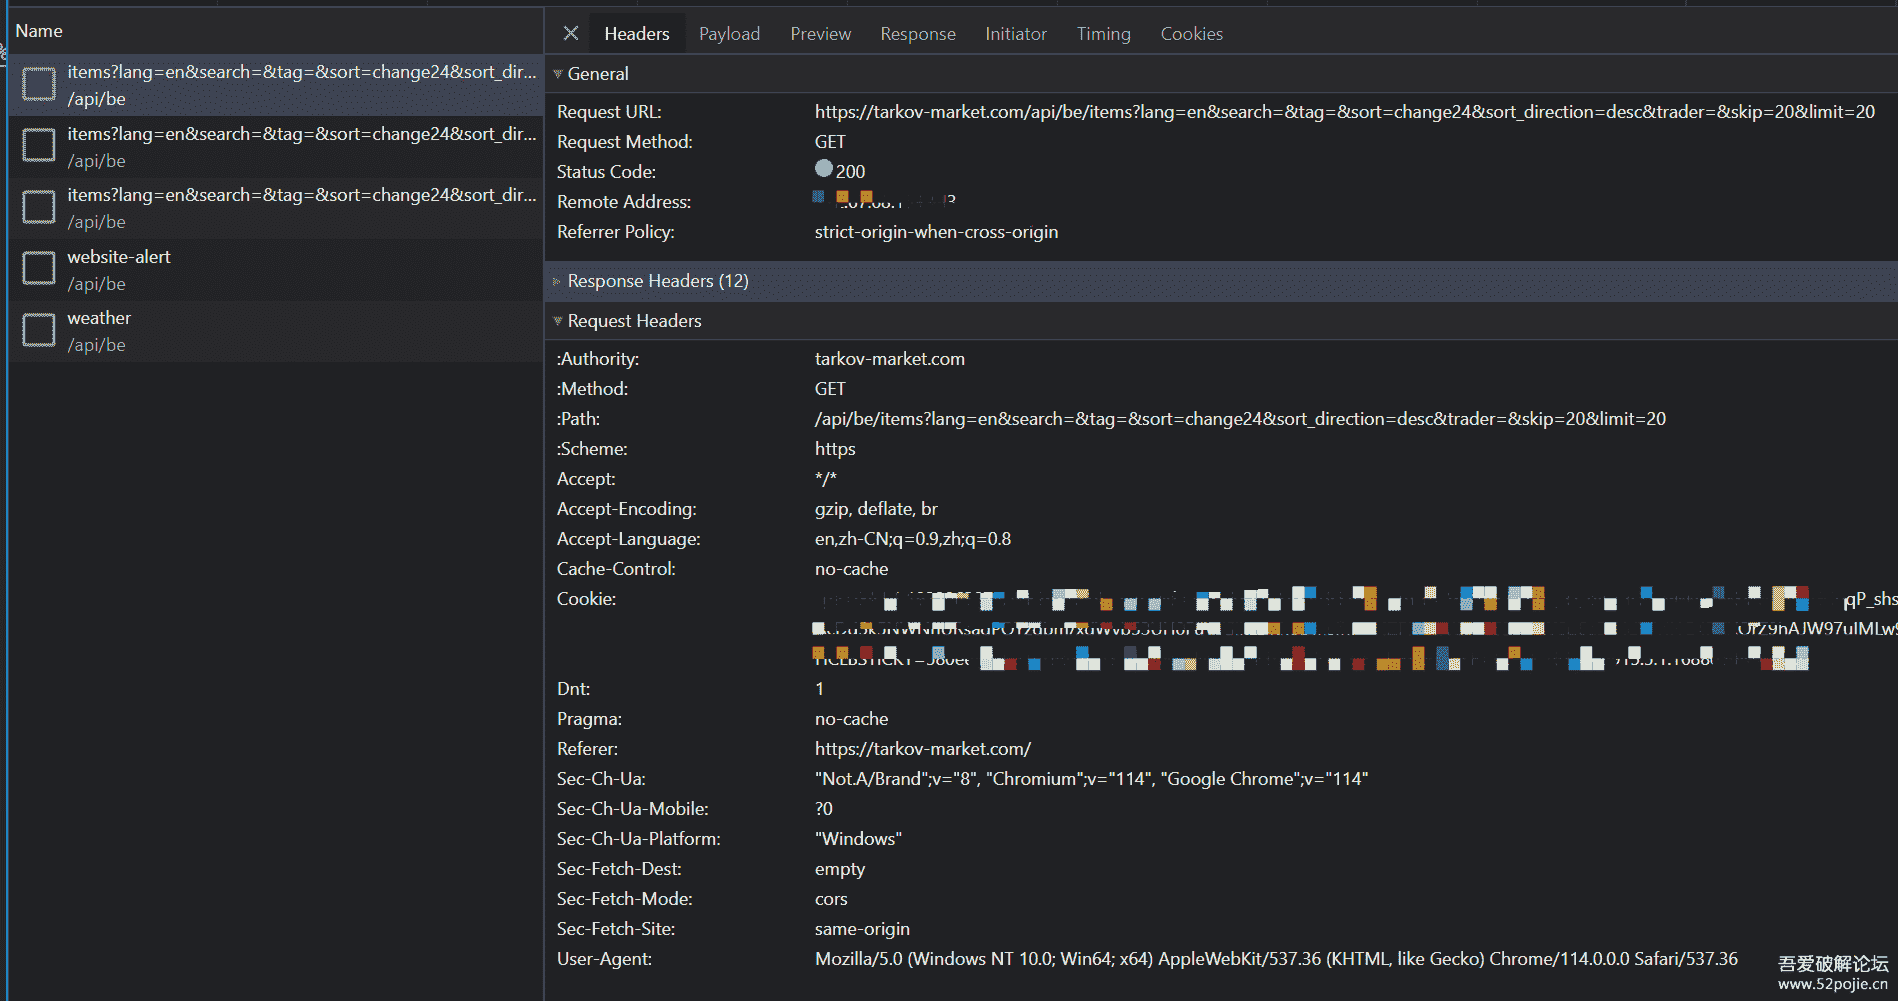 Name
items?lang=en&search=&tag=&sort=change24&sort_dir...
/api/be
items?lang=en&search=&tag=&sort=change24&sort_dir...
/api/be
items?lang=en&search=&tag=&sort=change24&sort_dir...
/api/be
website-alert
/api/be
weather
/api/be
Headers Payload Preview Response Initiator Timing Cookies
General
Request URL: https://tarkov-market.com/api/be/items?lang=en&search=&tag=&sort=change24&sort_direction=desc&trader=&skip=20&limit=20
Request Method: GET
Status Code: 200
Remote Address:
Referrer Policy: strict-origin-when-cross-origin
Response Headers (12)
Request Headers
:Authority: tarkov-market.com
:Method: GET
:Path: /api/be/items?lang=en&search=&tag=&sort=change24&sort_direction=desc&trader=&skip=20&limit=20
:Scheme: https
Accept: */*
Accept-Encoding: gzip, deflate, br
Accept-Language: en,zh-CN;q=0.9,zh;q=0.8
Cache-Control: no-cache
Cookie: qP_shs
Dnt: 1
Pragma: no-cache
Referer: https://tarkov-market.com/
Sec-Ch-Ua: "Not.A/Brand";v="8", "Chromium";v="114", "Google Chrome";v="114"
Sec-Ch-Ua-Mobile: ?0
Sec-Ch-Ua-Platform: "Windows"
Sec-Fetch-Dest: empty
Sec-Fetch-Mode: cors
Sec-Fetch-Site: same-origin
User-Agent: Mozilla/5.0 (Windows NT 10.0; Win64; x64) AppleWebKit/537.36 (KHTML, like Gecko) Chrome/114.0.0.0 Safari/537.36
吾爱破解论坛
www.52pojie.cn